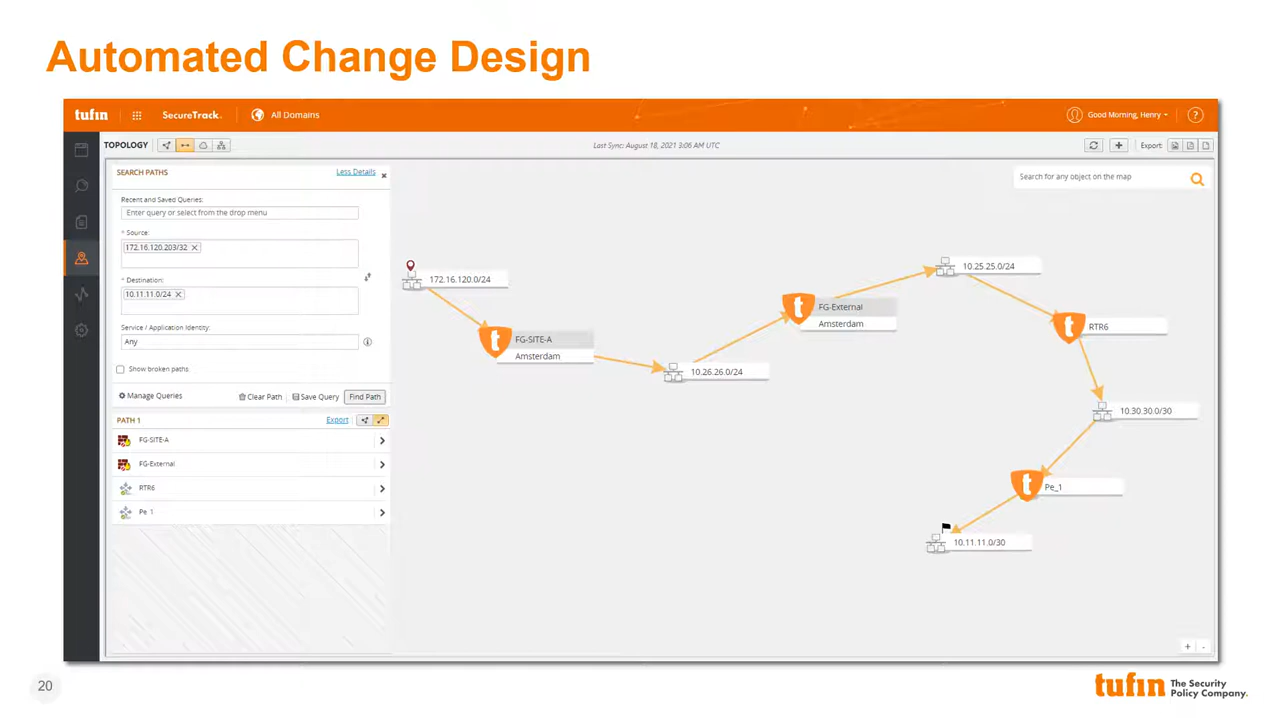 Automated Change Design
tufin SecureTrack. All Domains Good Morning, Henry ?
TOPOLOGY Last Sync: August 18, 2021 3:06 AM UTC Export:
SEARCH PATHS Less Details
Search for any object on the map
Recent and Saved Queries:
Enter query or select from the drop menu
* Source:
172.16.120.203/32
* Destination:
10.11.11.0/24
Service / Application Identity:
Any
Show broken paths
Manage Queries Clear Path Save Query Find Path
PATH 1 Export
FG-SITE-A
FG-External
RTR6
Pe_1
172.16.120.0/24
FG-SITE-A
Amsterdam
10.26.26.0/24
FG-External
Amsterdam
10.25.25.0/24
RTR6
10.30.30.0/30
Pe_1
10.11.11.0/30
+ -
20
tufin The Security
Policy Company.